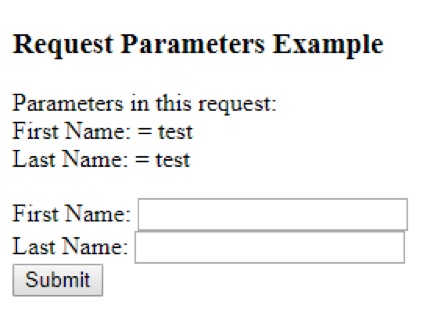 Request Parameters Example
Parameters in this request:
First Name: = test
Last Name: = test
First Name:
Last Name:
Submit